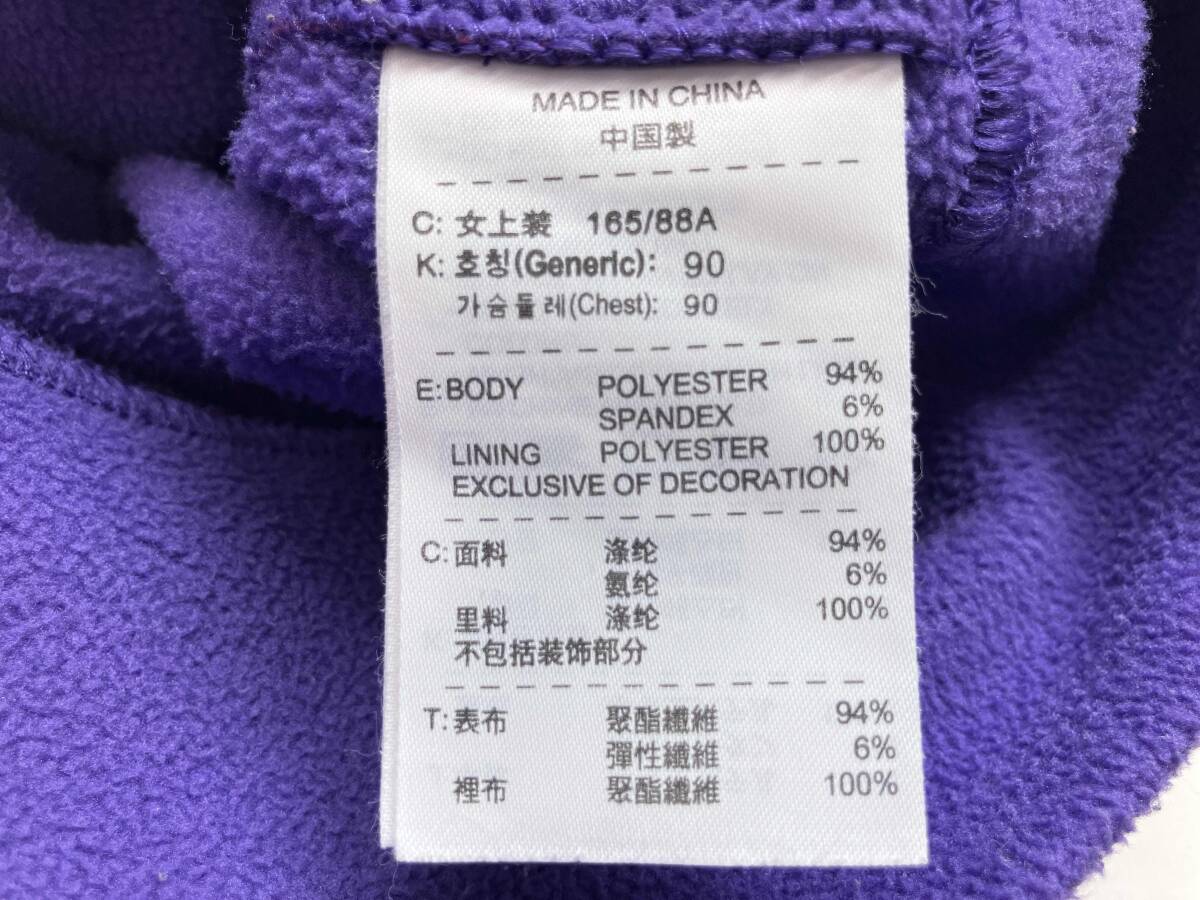 MADE IN CHINA
中国製
C: 女上装 165/88A
K: 호칭(Generic): 90
가슴둘레(Chest): 90
E: BODY POLYESTER 94%
SPANDEX 6%
LINING POLYESTER 100%
EXCLUSIVE OF DECORATION
C: 面料 涤纶 94%
氨纶 6%
里料 涤纶 100%
不包括装饰部分
T: 表布 聚酯纖維 94%
彈性纖維 6%
裡布 聚酯纖維 100%